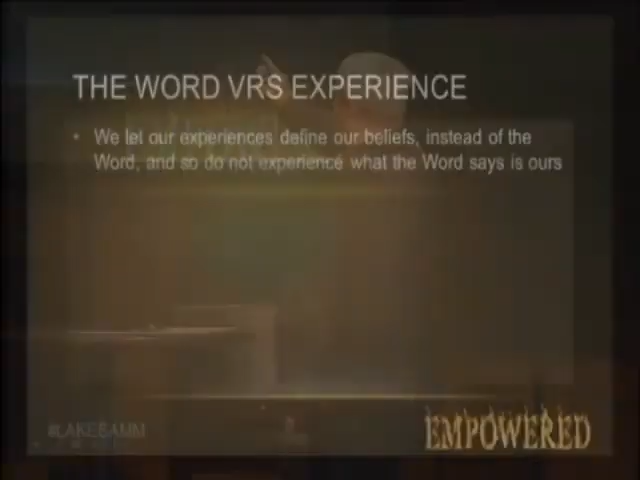 THE WORD VRS EXPERIENCE
• We let our experiences define our beliefs, instead of the
Word, and so do not experience what the Word says is ours
#LAKESAMM
EMPOWERED